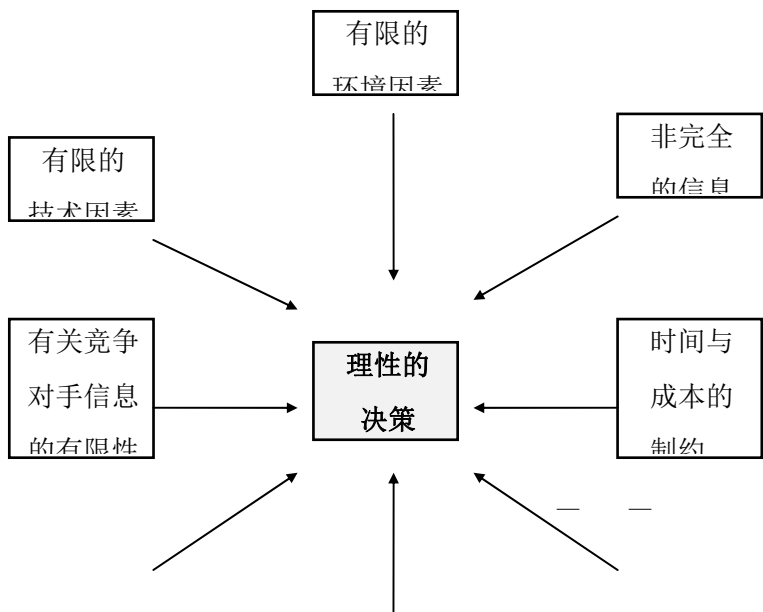 有限的
环境因素
有限的
技术因素
非完全
的信息
有关竞争
对手信息
的有限性
理性的
决策
时间与
成本的
制约